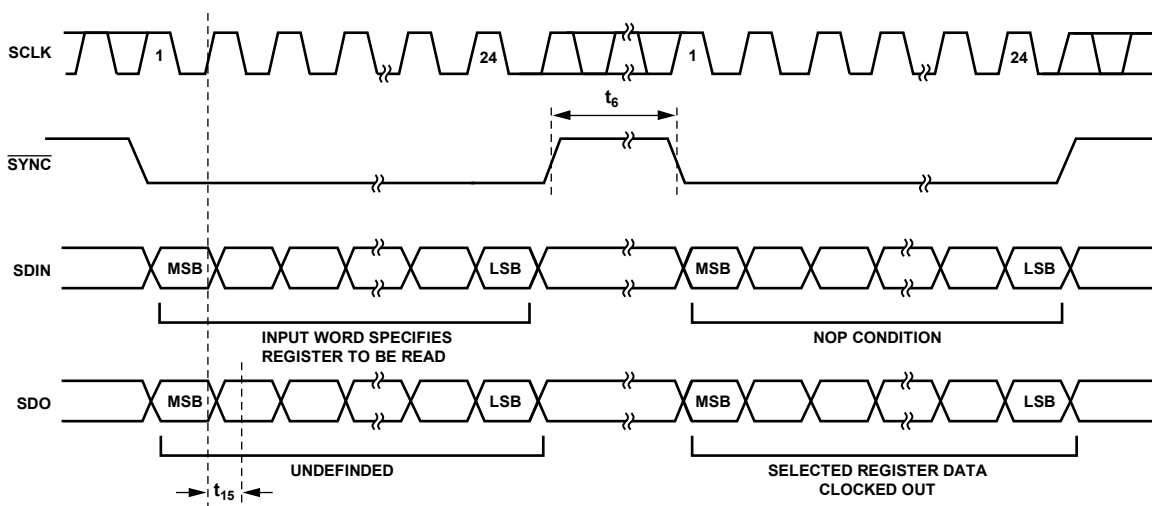 SCLK
1
24
1
24
t6
SYNC
SDIN
MSB
LSB
MSB
LSB
INPUT WORD SPECIFIES
REGISTER TO BE READ
NOP CONDITION
SDO
MSB
LSB
MSB
LSB
UNDEFINDED
SELECTED REGISTER DATA
CLOCKED OUT
t15